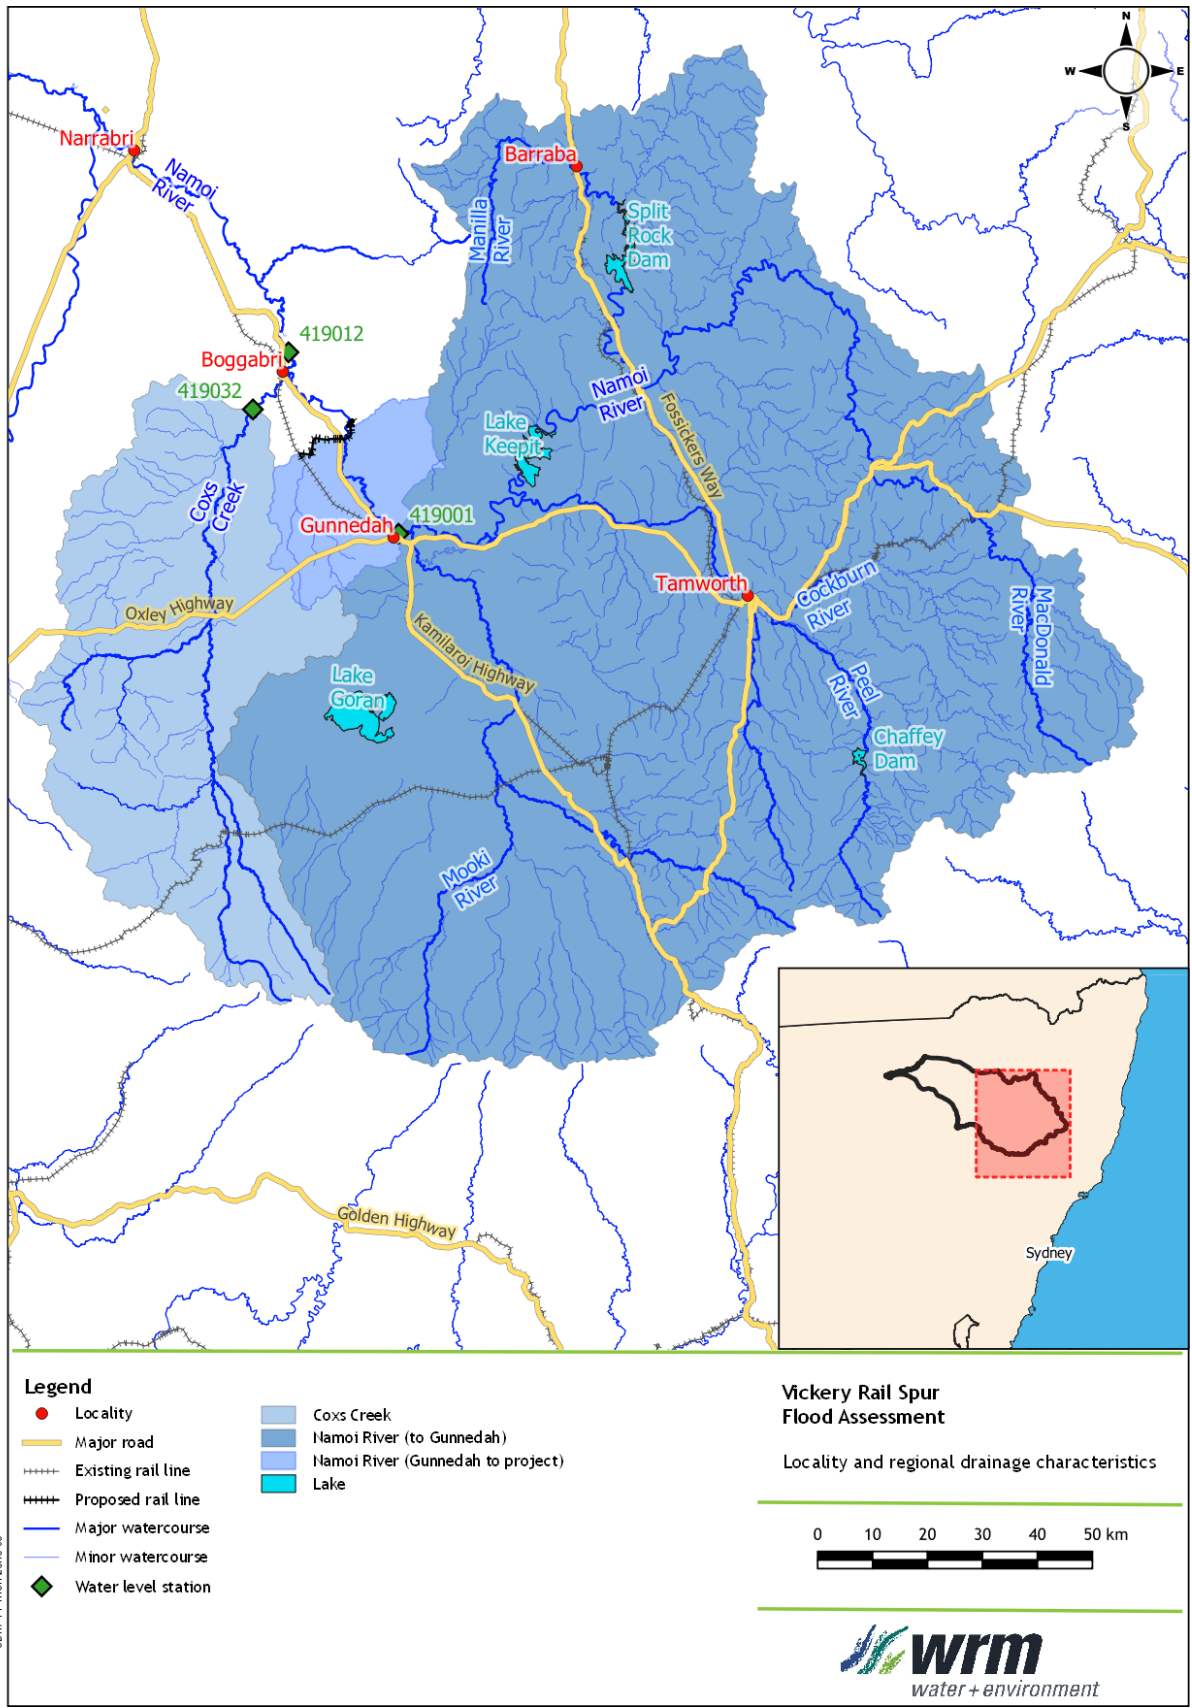 N
W
E
S
Narrabri
Namoi
River
Barraba
Manilla
River
Split
Rock
Dam
419012
Boggabri
419032
Namoi
River
Fossickers Way
Lake
Keepit
Coxs
Creek
Gunnedah
419001
Tamworth
Cockburn
River
MacDonald
River
Oxley Highway
Kamilaroi Highway
Lake
Goran
Peel
River
Chaffey
Dam
Mooki
River
Golden Highway
Sydney
Legend
Locality
Major road
Existing rail line
Proposed rail line
Major watercourse
Minor watercourse
Water level station
Coxs Creek
Namoi River (to Gunnedah)
Namoi River (Gunnedah to project)
Lake
Vickery Rail Spur
Flood Assessment
Locality and regional drainage characteristics
0 10 20 30 40 50 km
wrm
water + environment